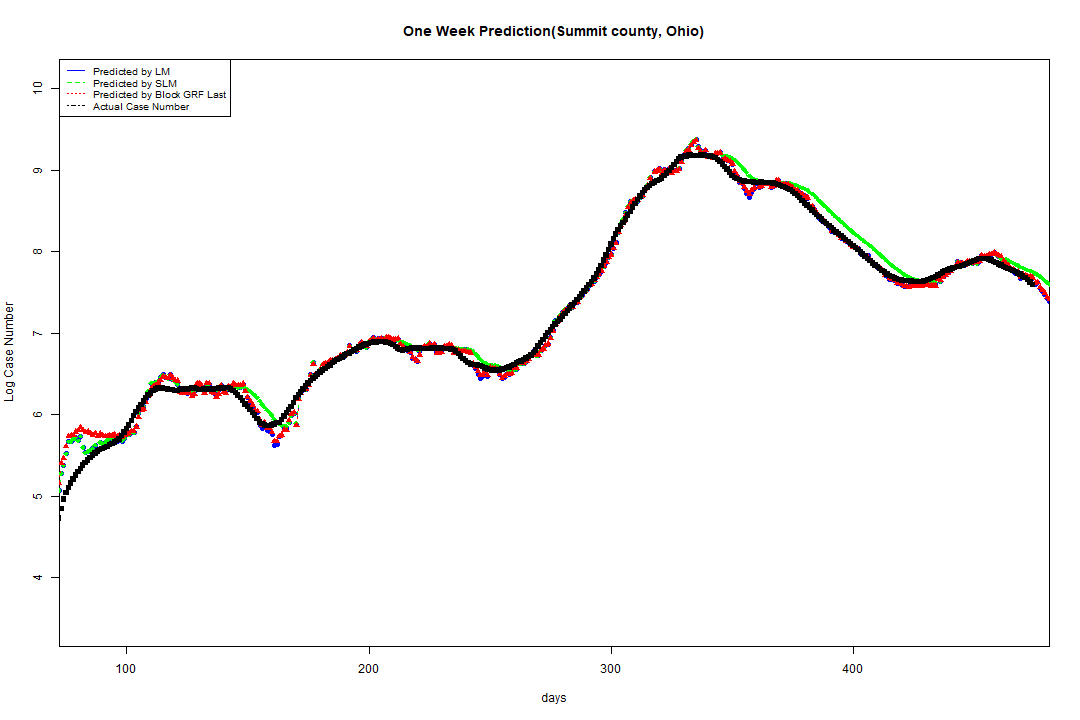 One Week Prediction(Summit county, Ohio)
Predicted by LM
Predicted by SLM
Predicted by Block GRF Last
Actual Case Number
10
9
8
7
6
5
4
Log Case Number
100 200 300 400
days